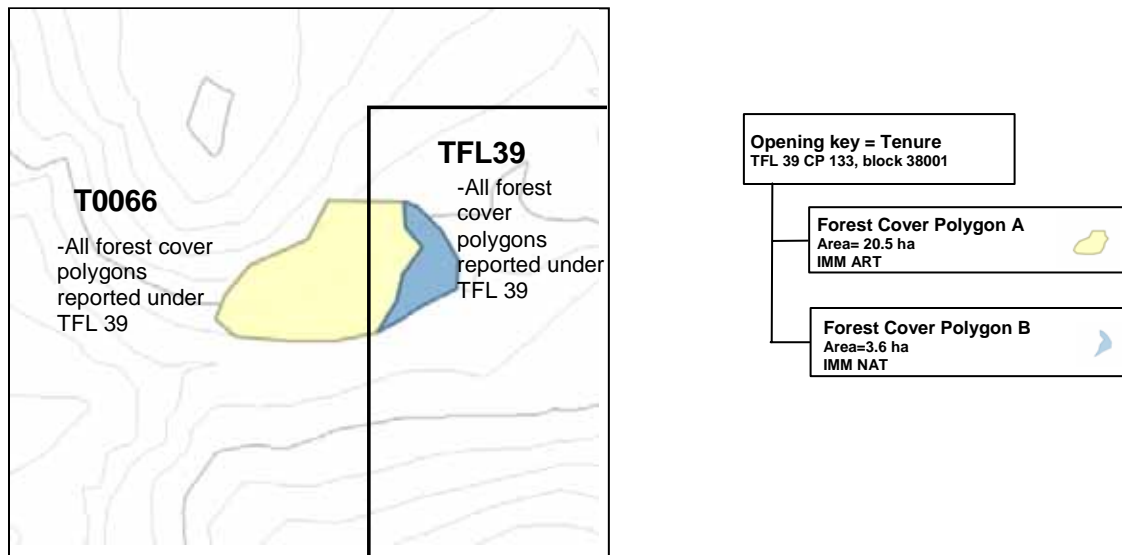 T0066
-All forest cover
polygons
reported under
TFL 39
TFL39
-All forest
cover
polygons
reported under
TFL 39
Opening key = Tenure
TFL 39 CP 133, block 38001
Forest Cover Polygon A
Area= 20.5 ha
IMM ART
Forest Cover Polygon B
Area=3.6 ha
IMM NAT